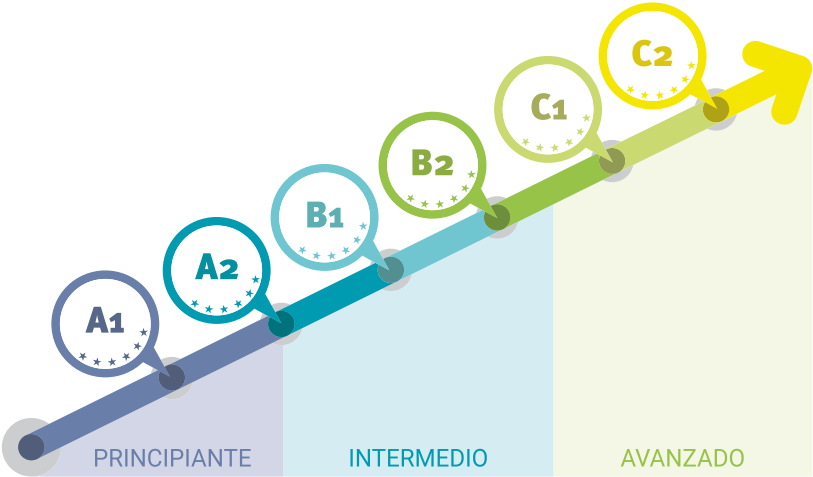 A1
A2
B1
B2
C1
C2
PRINCIPIANTE
INTERMEDIO
AVANZADO